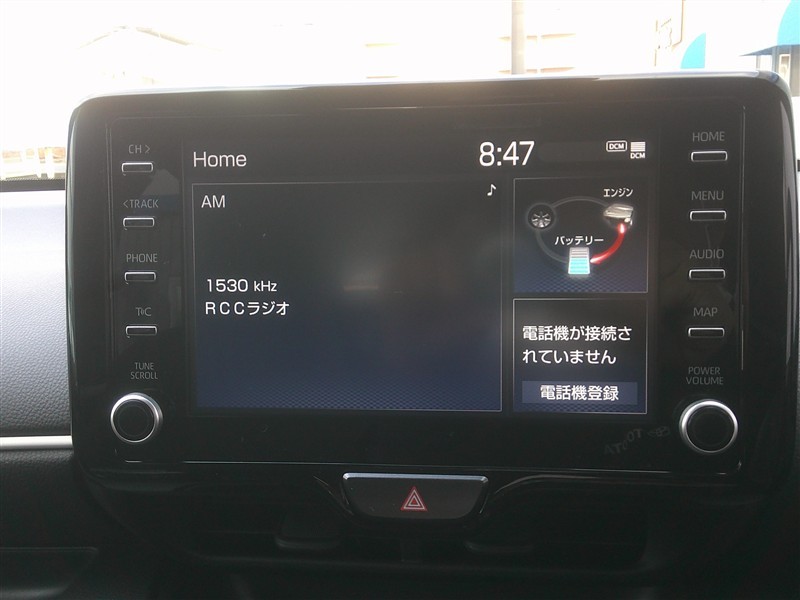 CH >
< TRACK
PHONE
T&C
TUNE
SCROLL
Home
8:47
DCM
DCM
AM
♪
1530 kHz
RCCラジオ
エンジン
バッテリー
電話機が接続さ
れていません
電話機登録
HOME
MENU
AUDIO
MAP
POWER
VOLUME